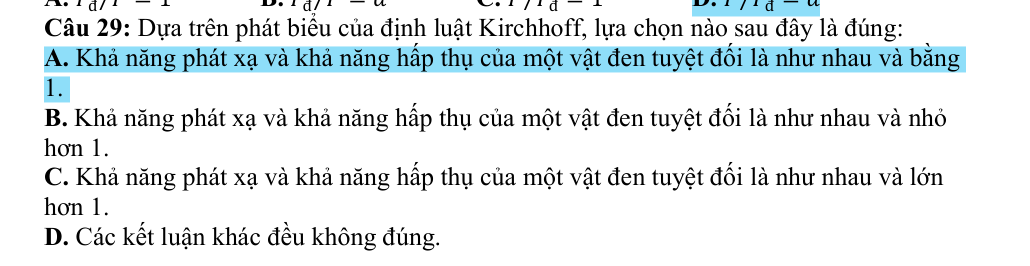 Câu 29: Dựa trên phát biểu của định luật Kirchhoff, lựa chọn nào sau đây là đúng:
A. Khả năng phát xạ và khả năng hấp thụ của một vật đen tuyệt đối là như nhau và bằng
1.
B. Khả năng phát xạ và khả năng hấp thụ của một vật đen tuyệt đối là như nhau và nhỏ
hơn 1.
C. Khả năng phát xạ và khả năng hấp thụ của một vật đen tuyệt đối là như nhau và lớn
hơn 1.
D. Các kết luận khác đều không đúng.